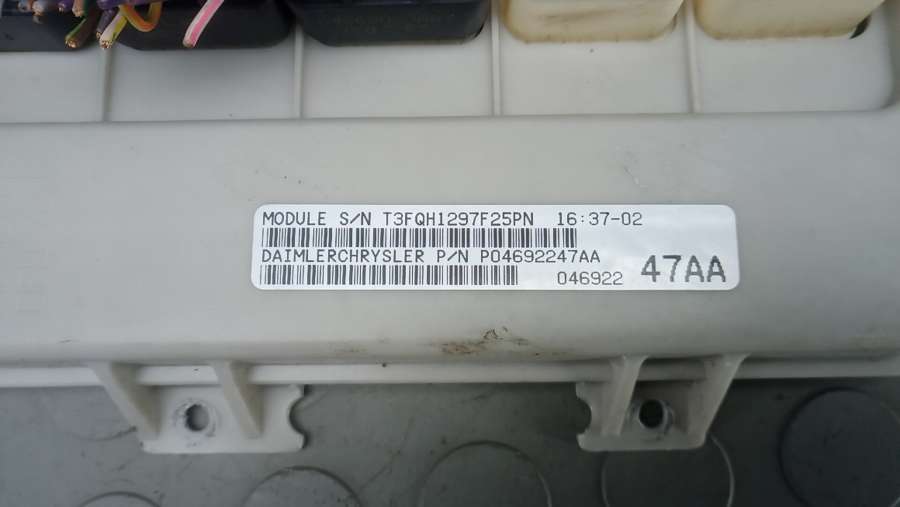 MODULE S/N T3FQH1297F25PN 16:37-02
DAIMLERCHRYSLER P/N P04692247AA
046922 47AA